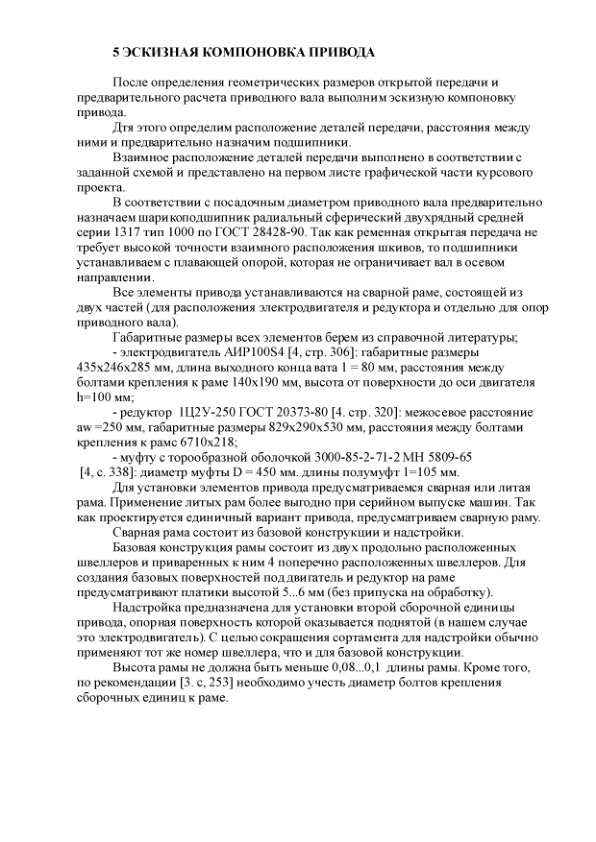 5 ЭСКИЗНАЯ КОМПОНОВКА ПРИВОДА
После определения геометрических размеров открытой передачи и
предварительного расчета приводного вала выполним эскизную компоновку
привода.
Дтя этого определим расположение деталей передачи, расстояния между
ними и предварительно назначим подшипники.
Взаимное расположение деталей передачи выполнено в соответствии с
заданной схемой и представлено на первом листе графической части курсового
проекта.
В соответствии с посадочным диаметром приводного вала предварительно
назначаем шарикоподшипник радиальный сферический двухрядный средней
серии 1317 тип 1000 по ГОСТ 28428-90. Так как ременная открытая передача не
требует высокой точности взаимного расположения шкивов, то подшипники
устанавливаем с плавающей опорой, которая не ограничивает вал в осевом
направлении.
Все элементы привода устанавливаются на сварной раме, состоящей из
двух частей (для расположения электродвигателя и редуктора и отдельно для опор
приводного вала).
Габаритные размеры всех элементов берем из справочной литературы;
- электродвигатель АИР100S4 [4, стр. 306]: габаритные размеры
435х246х285 мм, длина выходного конца вата 1 = 80 мм, расстояния между
болтами крепления к раме 140х190 мм, высота от поверхности до оси двигателя
h=100 мм;
- редуктор 1Ц2У-250 ГОСТ 20373-80 [4. стр. 320]: межосевое расстояние
aw =250 мм, габаритные размеры 829х290х530 мм, расстояния между болтами
крепления к рамс 6710х218;
- муфту с торообразной оболочкой 3000-85-2-71-2 МН 5809-65
[4, с. 338]: диаметр муфты D = 450 мм. длины полумуфт 1=105 мм.
Для установки элементов привода предусматриваемся сварная или литая
рама. Применение литых рам более выгодно при серийном выпуске машин. Так
как проектируется единичный вариант привода, предусматриваем сварную раму.
Сварная рама состоит из базовой конструкции и надстройки.
Базовая конструкция рамы состоит из двух продольно расположенных
швеллеров и приваренных к ним 4 поперечно расположенных швеллеров. Для
создания базовых поверхностей под двигатель и редуктор на раме
предусматривают платики высотой 5...6 мм (без припуска на обработку).
Надстройка предназначена для установки второй сборочной единицы
привода, опорная поверхность которой оказывается поднятой (в нашем случае
это электродвигатель). С целью сокращения сортамента для надстройки обычно
применяют тот же номер швеллера, что и для базовой конструкции.
Высота рамы не должна быть меньше 0,08...0,1 длины рамы. Кроме того,
по рекомендации [3. с, 253] необходимо учесть диаметр болтов крепления
сборочных единиц к раме.